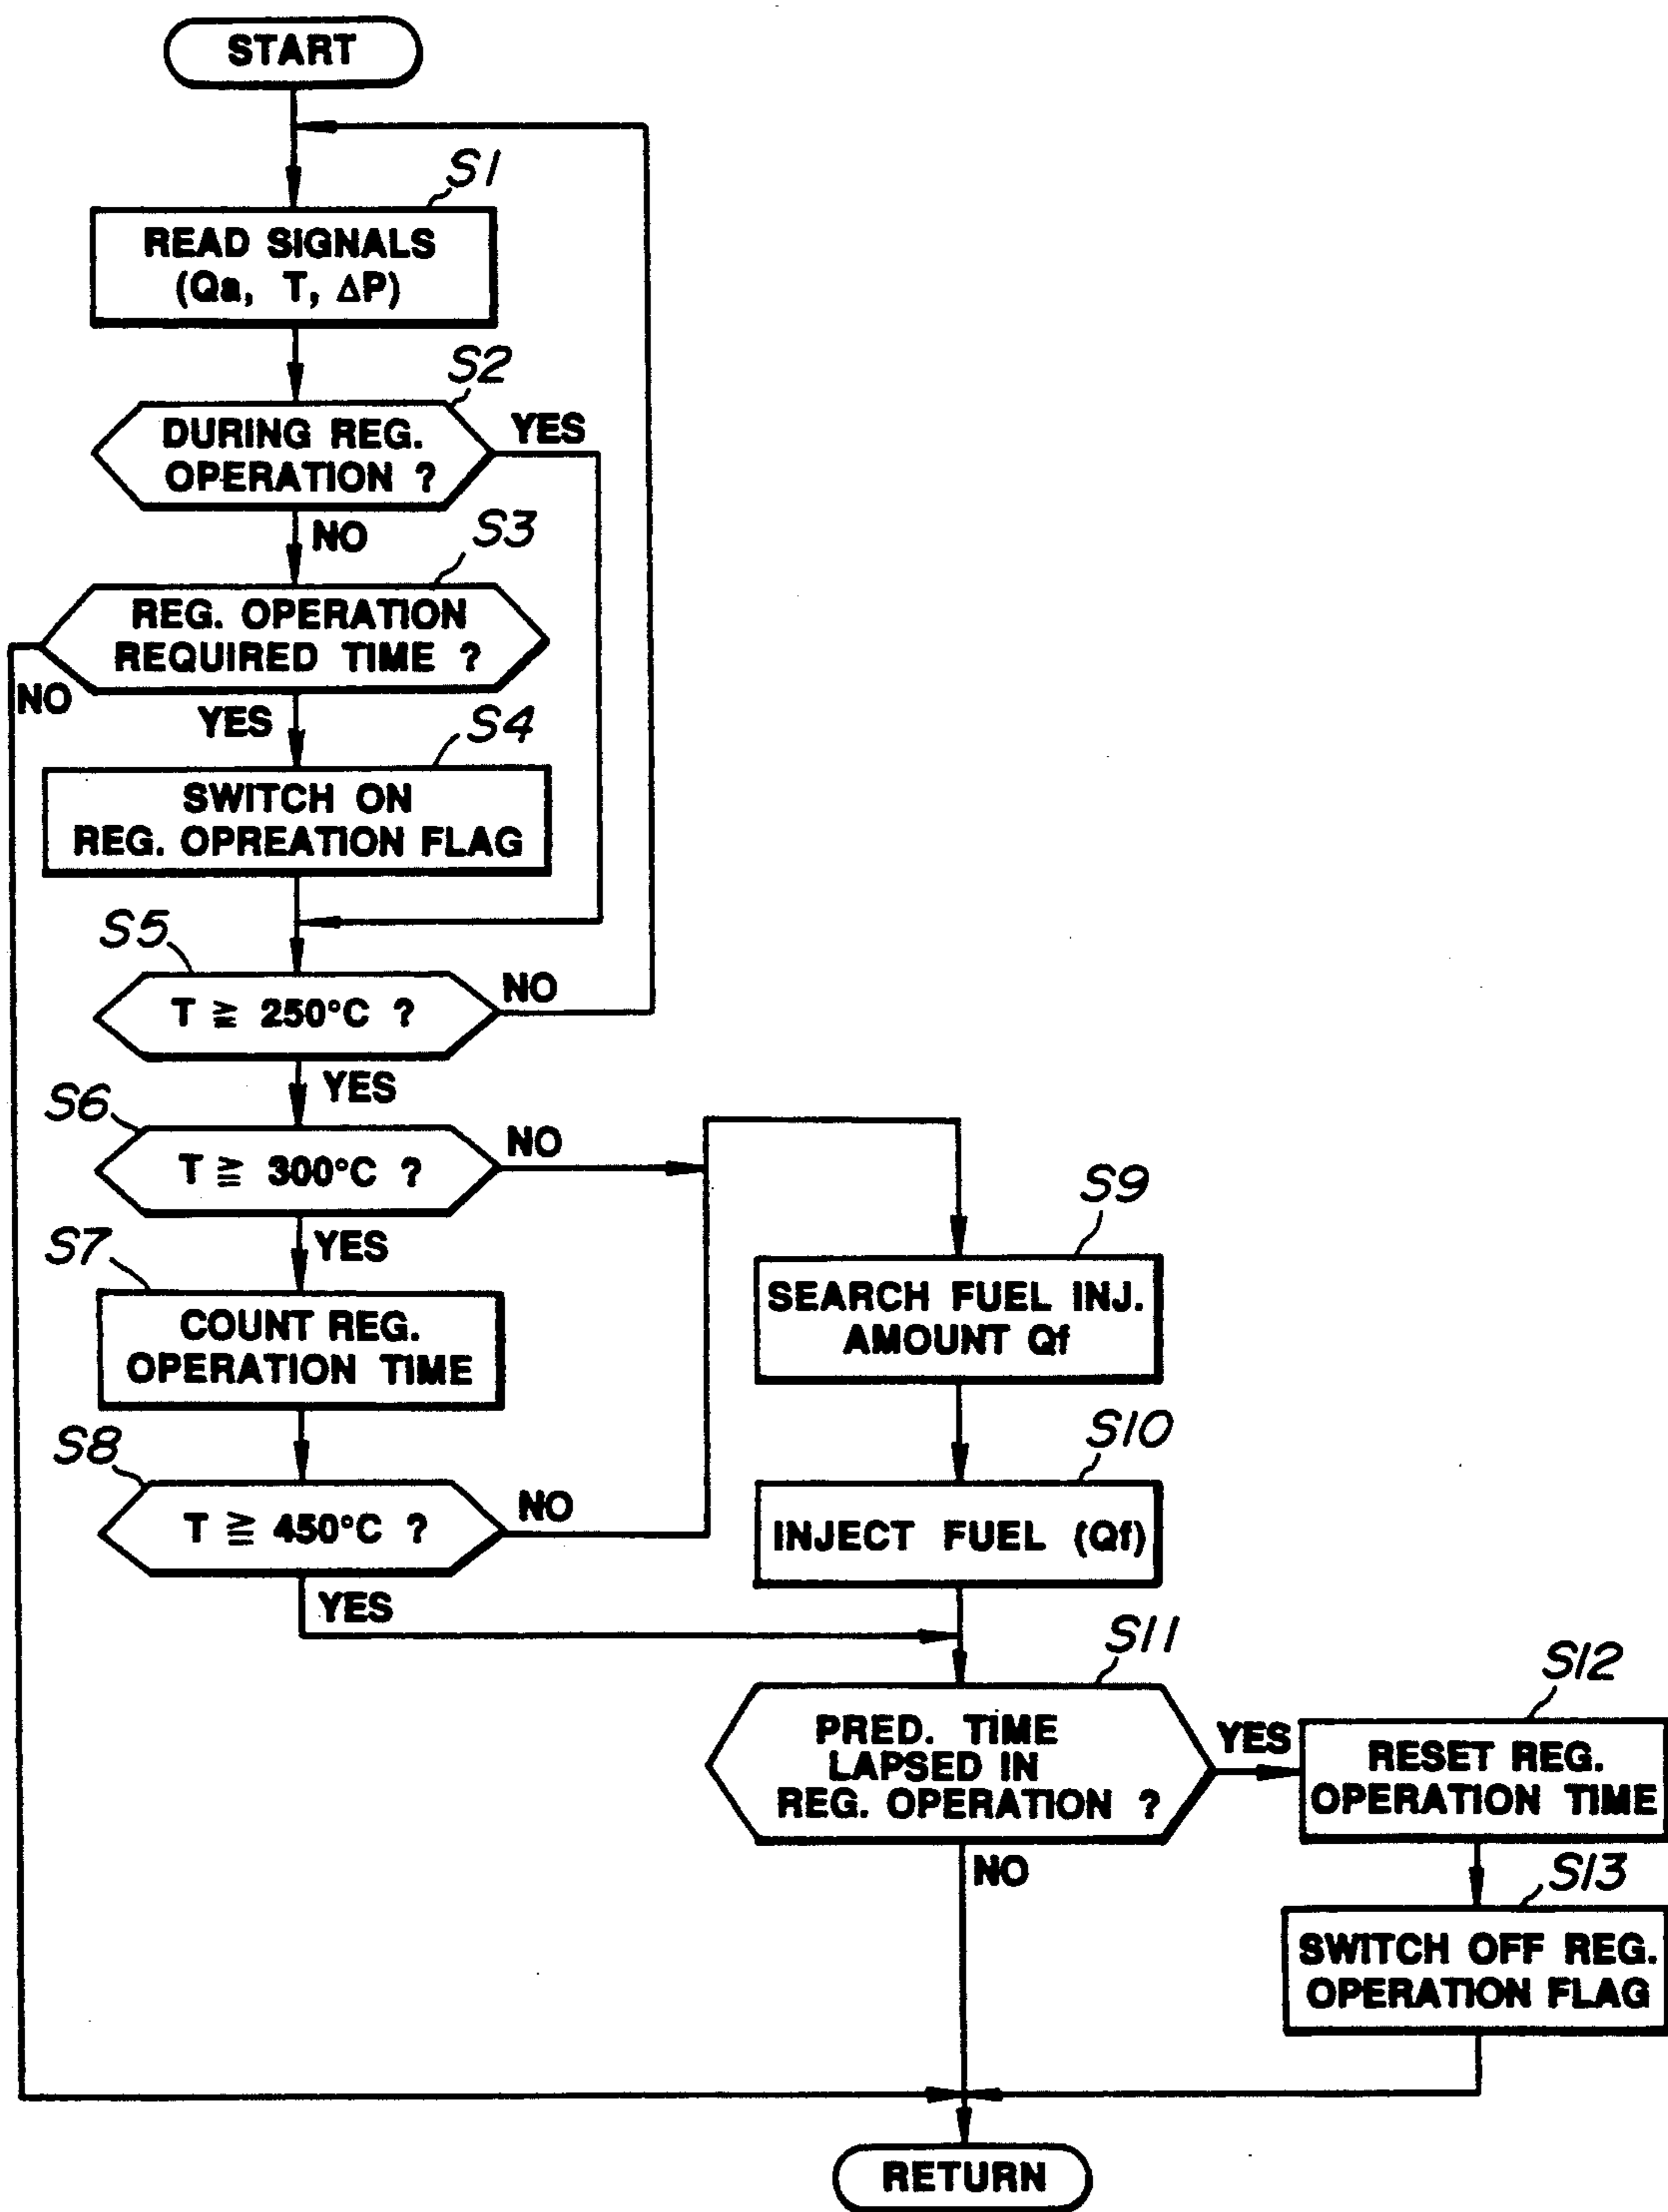 START
S1
READ SIGNALS
(Qa, T, ΔP)
S2
DURING REG.
OPERATION ?
YES
NO
S3
REG. OPERATION
REQUIRED TIME ?
NO
YES
S4
SWITCH ON
REG. OPREATION FLAG
S5
T ≧ 250°C ?
NO
YES
S6
T ≧ 300°C ?
NO
YES
S7
COUNT REG.
OPERATION TIME
S8
T ≧ 450°C ?
NO
YES
S9
SEARCH FUEL INJ.
AMOUNT Qf
S10
INJECT FUEL (Qf)
S11
PRED. TIME
LAPSED IN
REG. OPERATION ?
YES
NO
S12
RESET REG.
OPERATION TIME
S13
SWITCH OFF REG.
OPERATION FLAG
RETURN